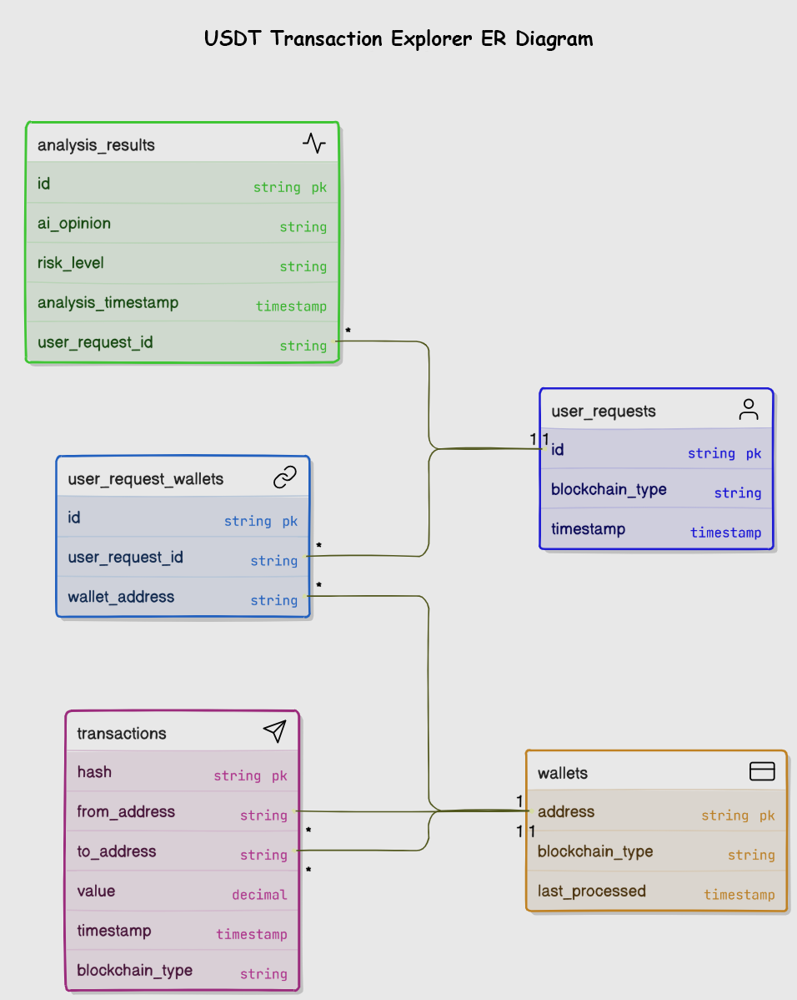 USDT Transaction Explorer ER Diagram
analysis_results
id string pk
ai_opinion string
risk_level string
analysis_timestamp timestamp
user_request_id string
*
user_requests
1 1
id string pk
blockchain_type string
timestamp timestamp
user_request_wallets
id string pk
user_request_id string
*
wallet_address string
*
transactions
hash string pk
from_address string
*
to_address string
*
value decimal
timestamp timestamp
blockchain_type string
wallets
1
address string pk
1 1
blockchain_type string
last_processed timestamp